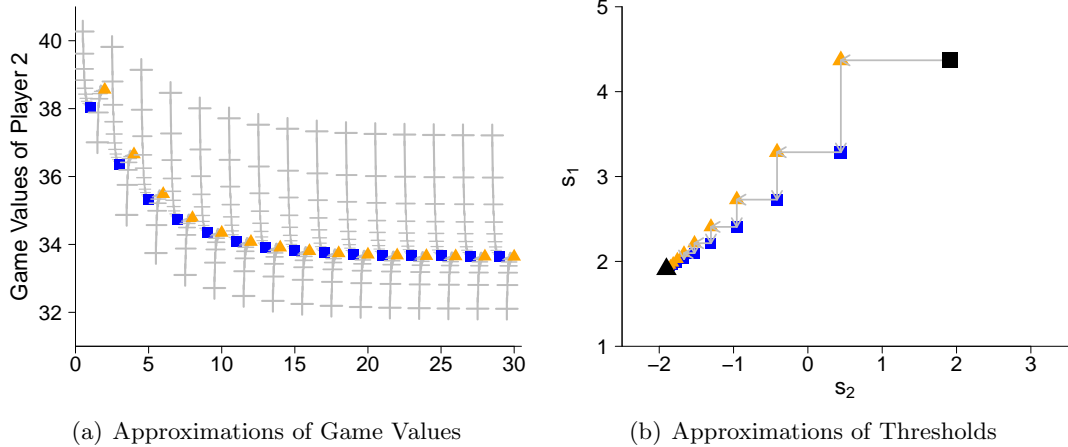 Game Values of Player 2
40
38
36
34
32
0 5 10 15 20 25 30
(a) Approximations of Game Values
s1
5
4
3
2
1
−2 −1 0 1 2 3
s2
(b) Approximations of Thresholds